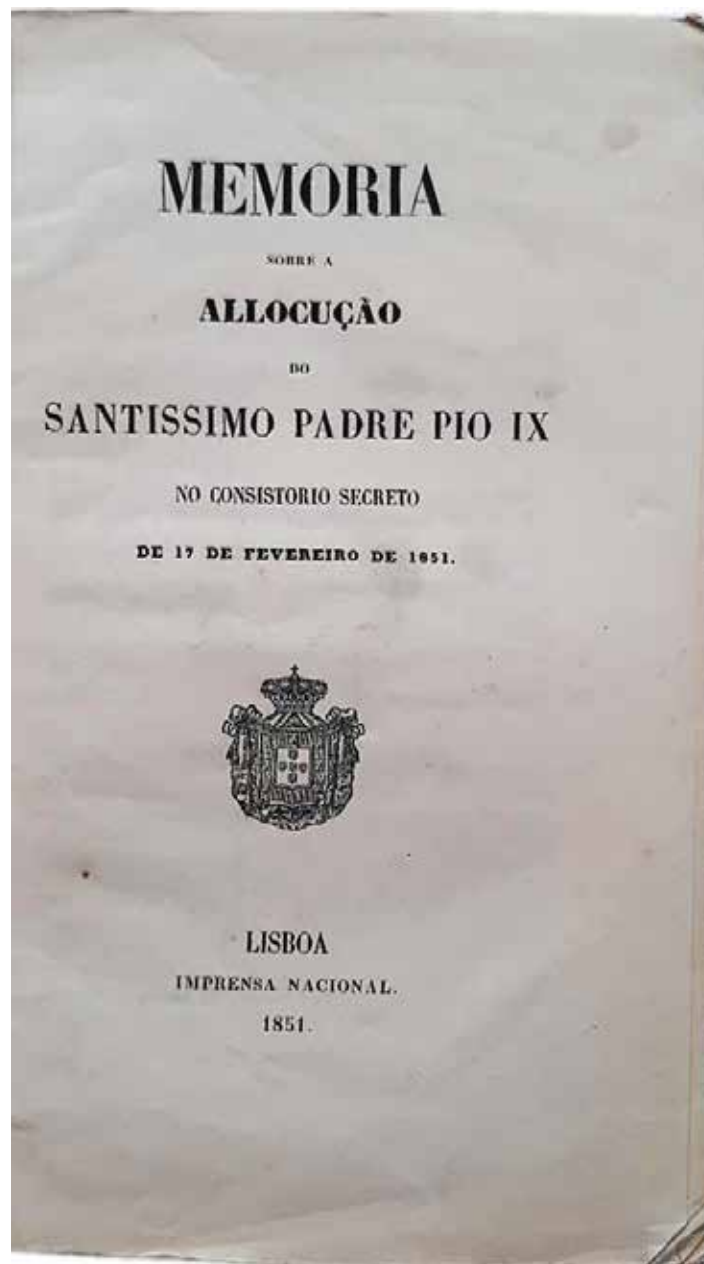 MEMORIA
SOBRE A
ALLOCUÇÃO
DO
SANTISSIMO PADRE PIO IX
NO CONSISTORIO SECRETO
DE 17 DE FEVEREIRO DE 1851.
LISBOA
IMPRENSA NACIONAL.
1851.